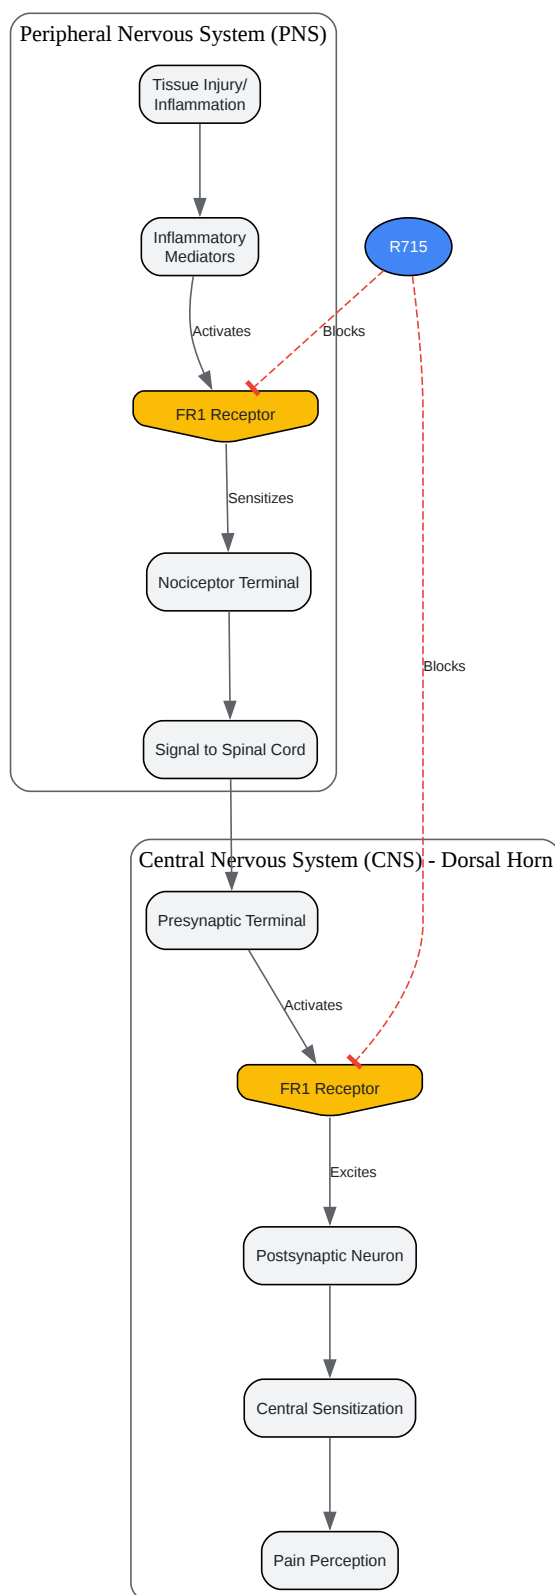 Peripheral Nervous System (PNS)
Tissue Injury/
Inflammation
Inflammatory
Mediators
R715
Activates
Blocks
FR1 Receptor
Sensitizes
Nociceptor Terminal
Blocks
Signal to Spinal Cord
Central Nervous System (CNS) - Dorsal Horn
Presynaptic Terminal
Activates
FR1 Receptor
Excites
Postsynaptic Neuron
Central Sensitization
Pain Perception